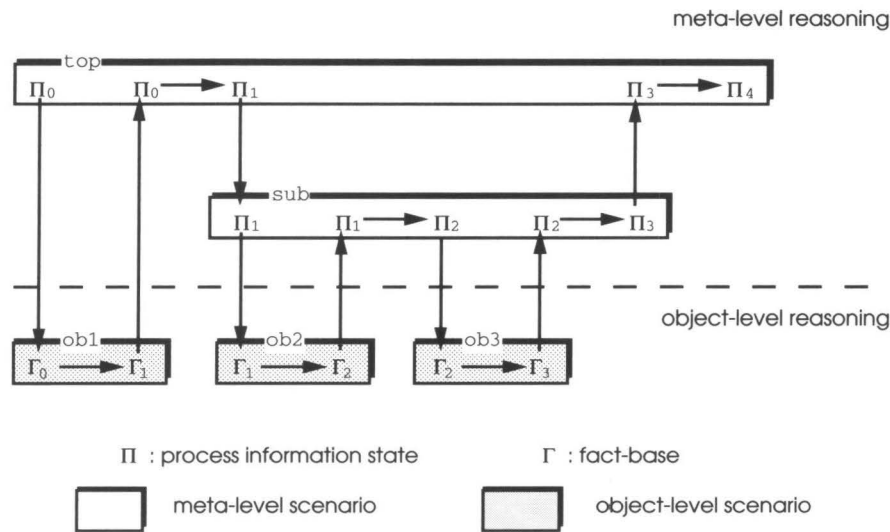 meta-level reasoning
top
Π0 Π0 Π1 Π3 Π4
sub
Π1 Π1 Π2 Π2 Π3
object-level reasoning
ob1 ob2 ob3
Γ0 Γ1 Γ1 Γ2 Γ2 Γ3
Π : process information state Γ : fact-base
meta-level scenario object-level scenario